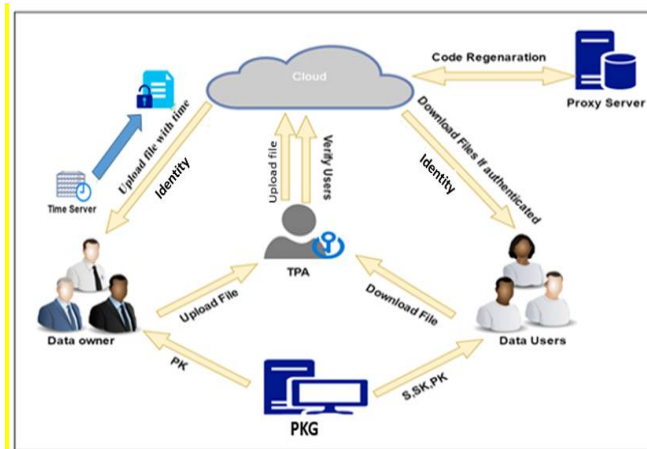 Cloud
Code Regenaration
Proxy Server
Upload file with time
Identity
Time Server
Upload file
Verify Users
Download Files If authenticated
Identity
TPA
Data owner
Upload File
Download File
Data Users
PK
S,SK,PK
PKG